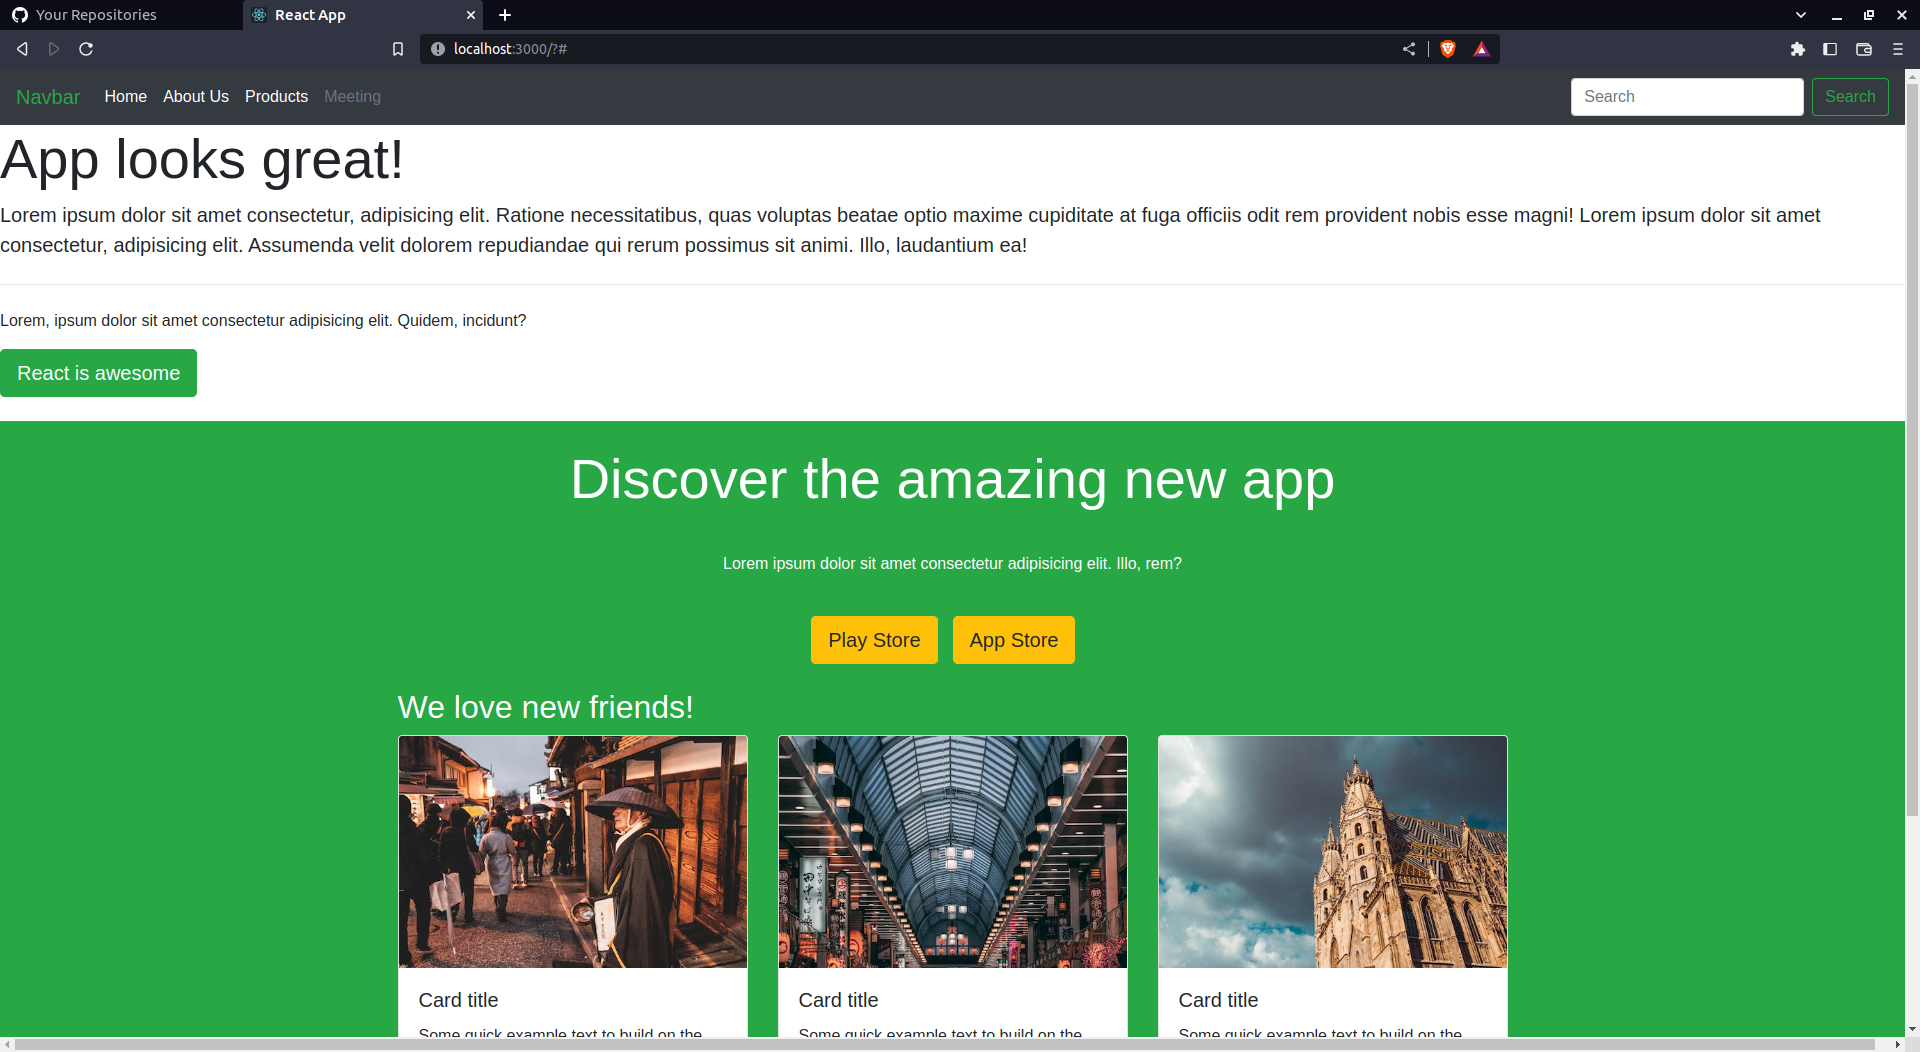 Your Repositories
React App
localhost:3000/?#
Navbar
Home
About Us
Products
Meeting
Search
Search
App looks great!
Lorem ipsum dolor sit amet consectetur, adipisicing elit. Ratione necessitatibus, quas voluptas beatae optio maxime cupiditate at fuga officiis odit rem provident nobis esse magni! Lorem ipsum dolor sit amet
consectetur, adipisicing elit. Assumenda velit dolorem repudiandae qui rerum possimus sit animi. Illo, laudantium ea!
Lorem, ipsum dolor sit amet consectetur adipisicing elit. Quidem, incidunt?
React is awesome
Discover the amazing new app
Lorem ipsum dolor sit amet consectetur adipisicing elit. Illo, rem?
Play Store
App Store
We love new friends!
Card title
Some quick example text to build on the
Card title
Some quick example text to build on the
Card title
Some quick example text to build on the